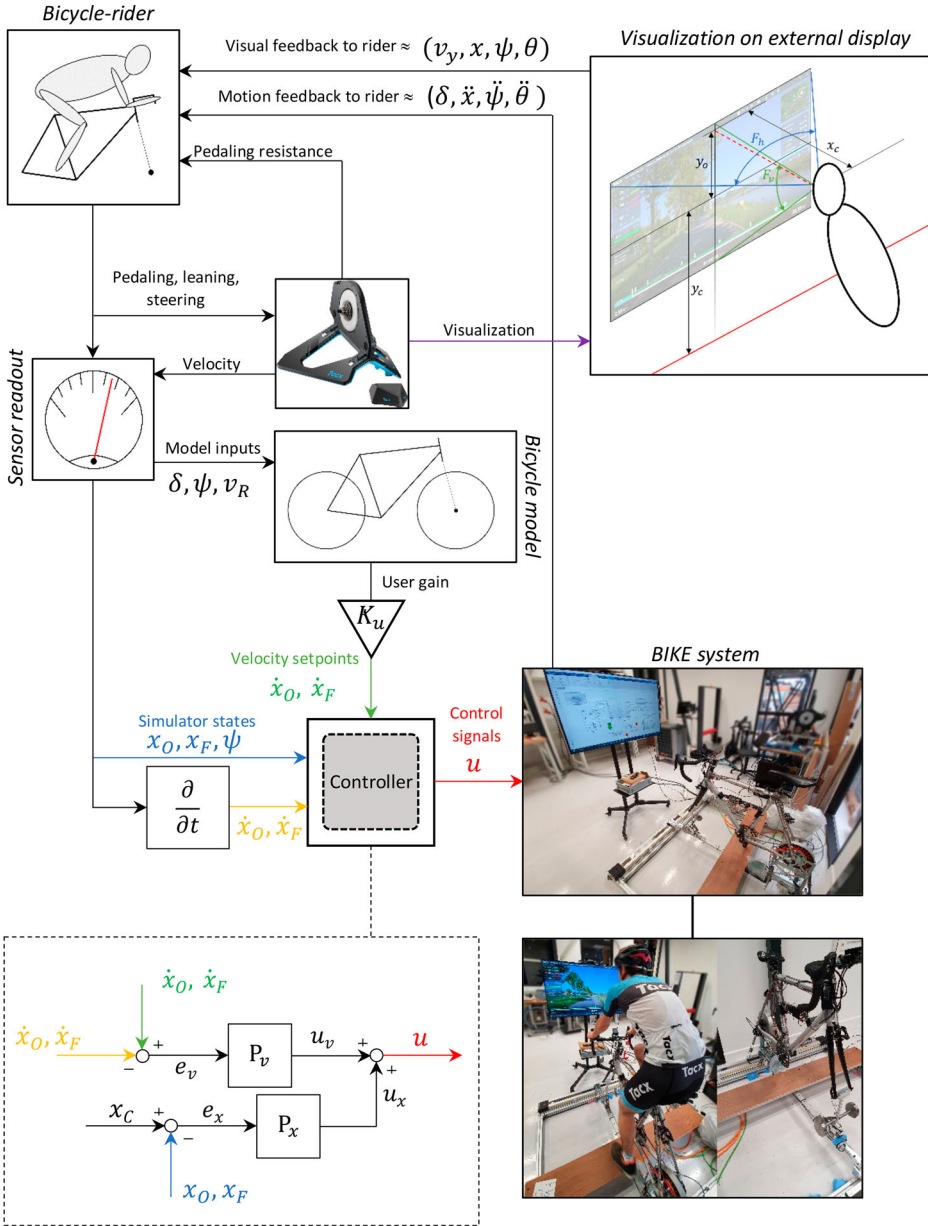 Bicycle-rider
Visual feedback to rider ≈ (v_y, x, ψ, θ)
Motion feedback to rider ≈ (δ, ẍ, ψ̈, θ̈ )
Pedaling resistance
Visualization on external display
F_h
x_c
y_o
F_v
y_c
Pedaling, leaning,
steering
Tacx
Visualization
Velocity
Sensor readout
Model inputs
δ, ψ, v_R
Bicycle model
User gain
K_u
Velocity setpoints
ẋ_O, ẋ_F
BIKE system
Simulator states
x_O, x_F, ψ
Control
signals
u
Controller
∂
∂t
ẋ_O, ẋ_F
ẋ_O, ẋ_F
ẋ_O, ẋ_F
+
−
e_v
P_v
u_v
+
+
u
x_C
+
−
e_x
P_x
u_x
x_O, x_F
Tacx
Tacx
TACX